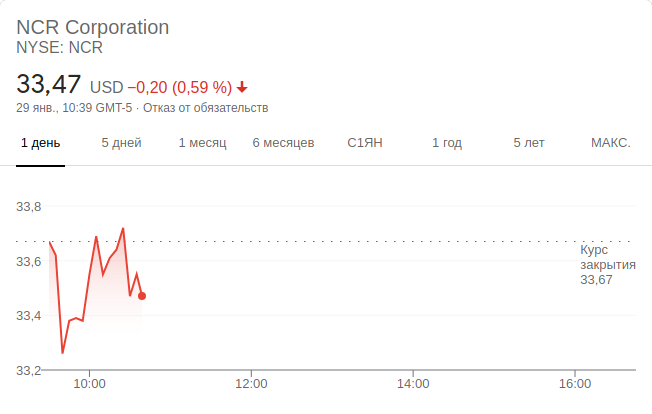 NCR Corporation
NYSE: NCR
33,47 USD −0,20 (0,59 %)
29 янв., 10:39 GMT-5 · Отказ от обязательств
1 день 5 дней 1 месяц 6 месяцев С1ЯН 1 год 5 лет МАКС.
33,8
Курс
закрытия
33,67
33,6
33,4
33,2
10:00 12:00 14:00 16:00